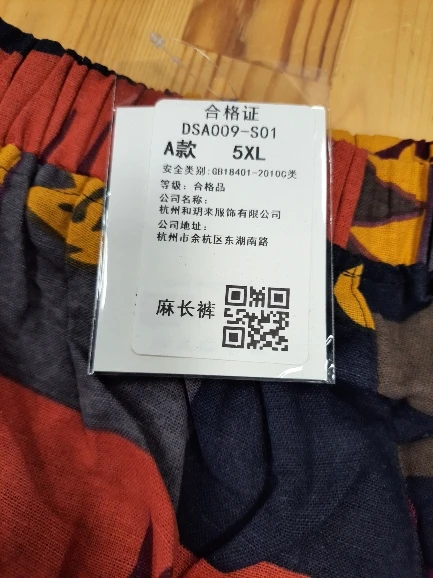 合格证
DSA009-S01
A款 5XL
安全类别:GB18401-2010C类
等级: 合格品
公司名称:
杭州和玥来服饰有限公司
公司地址:
杭州市余杭区东湖南路
麻长裤